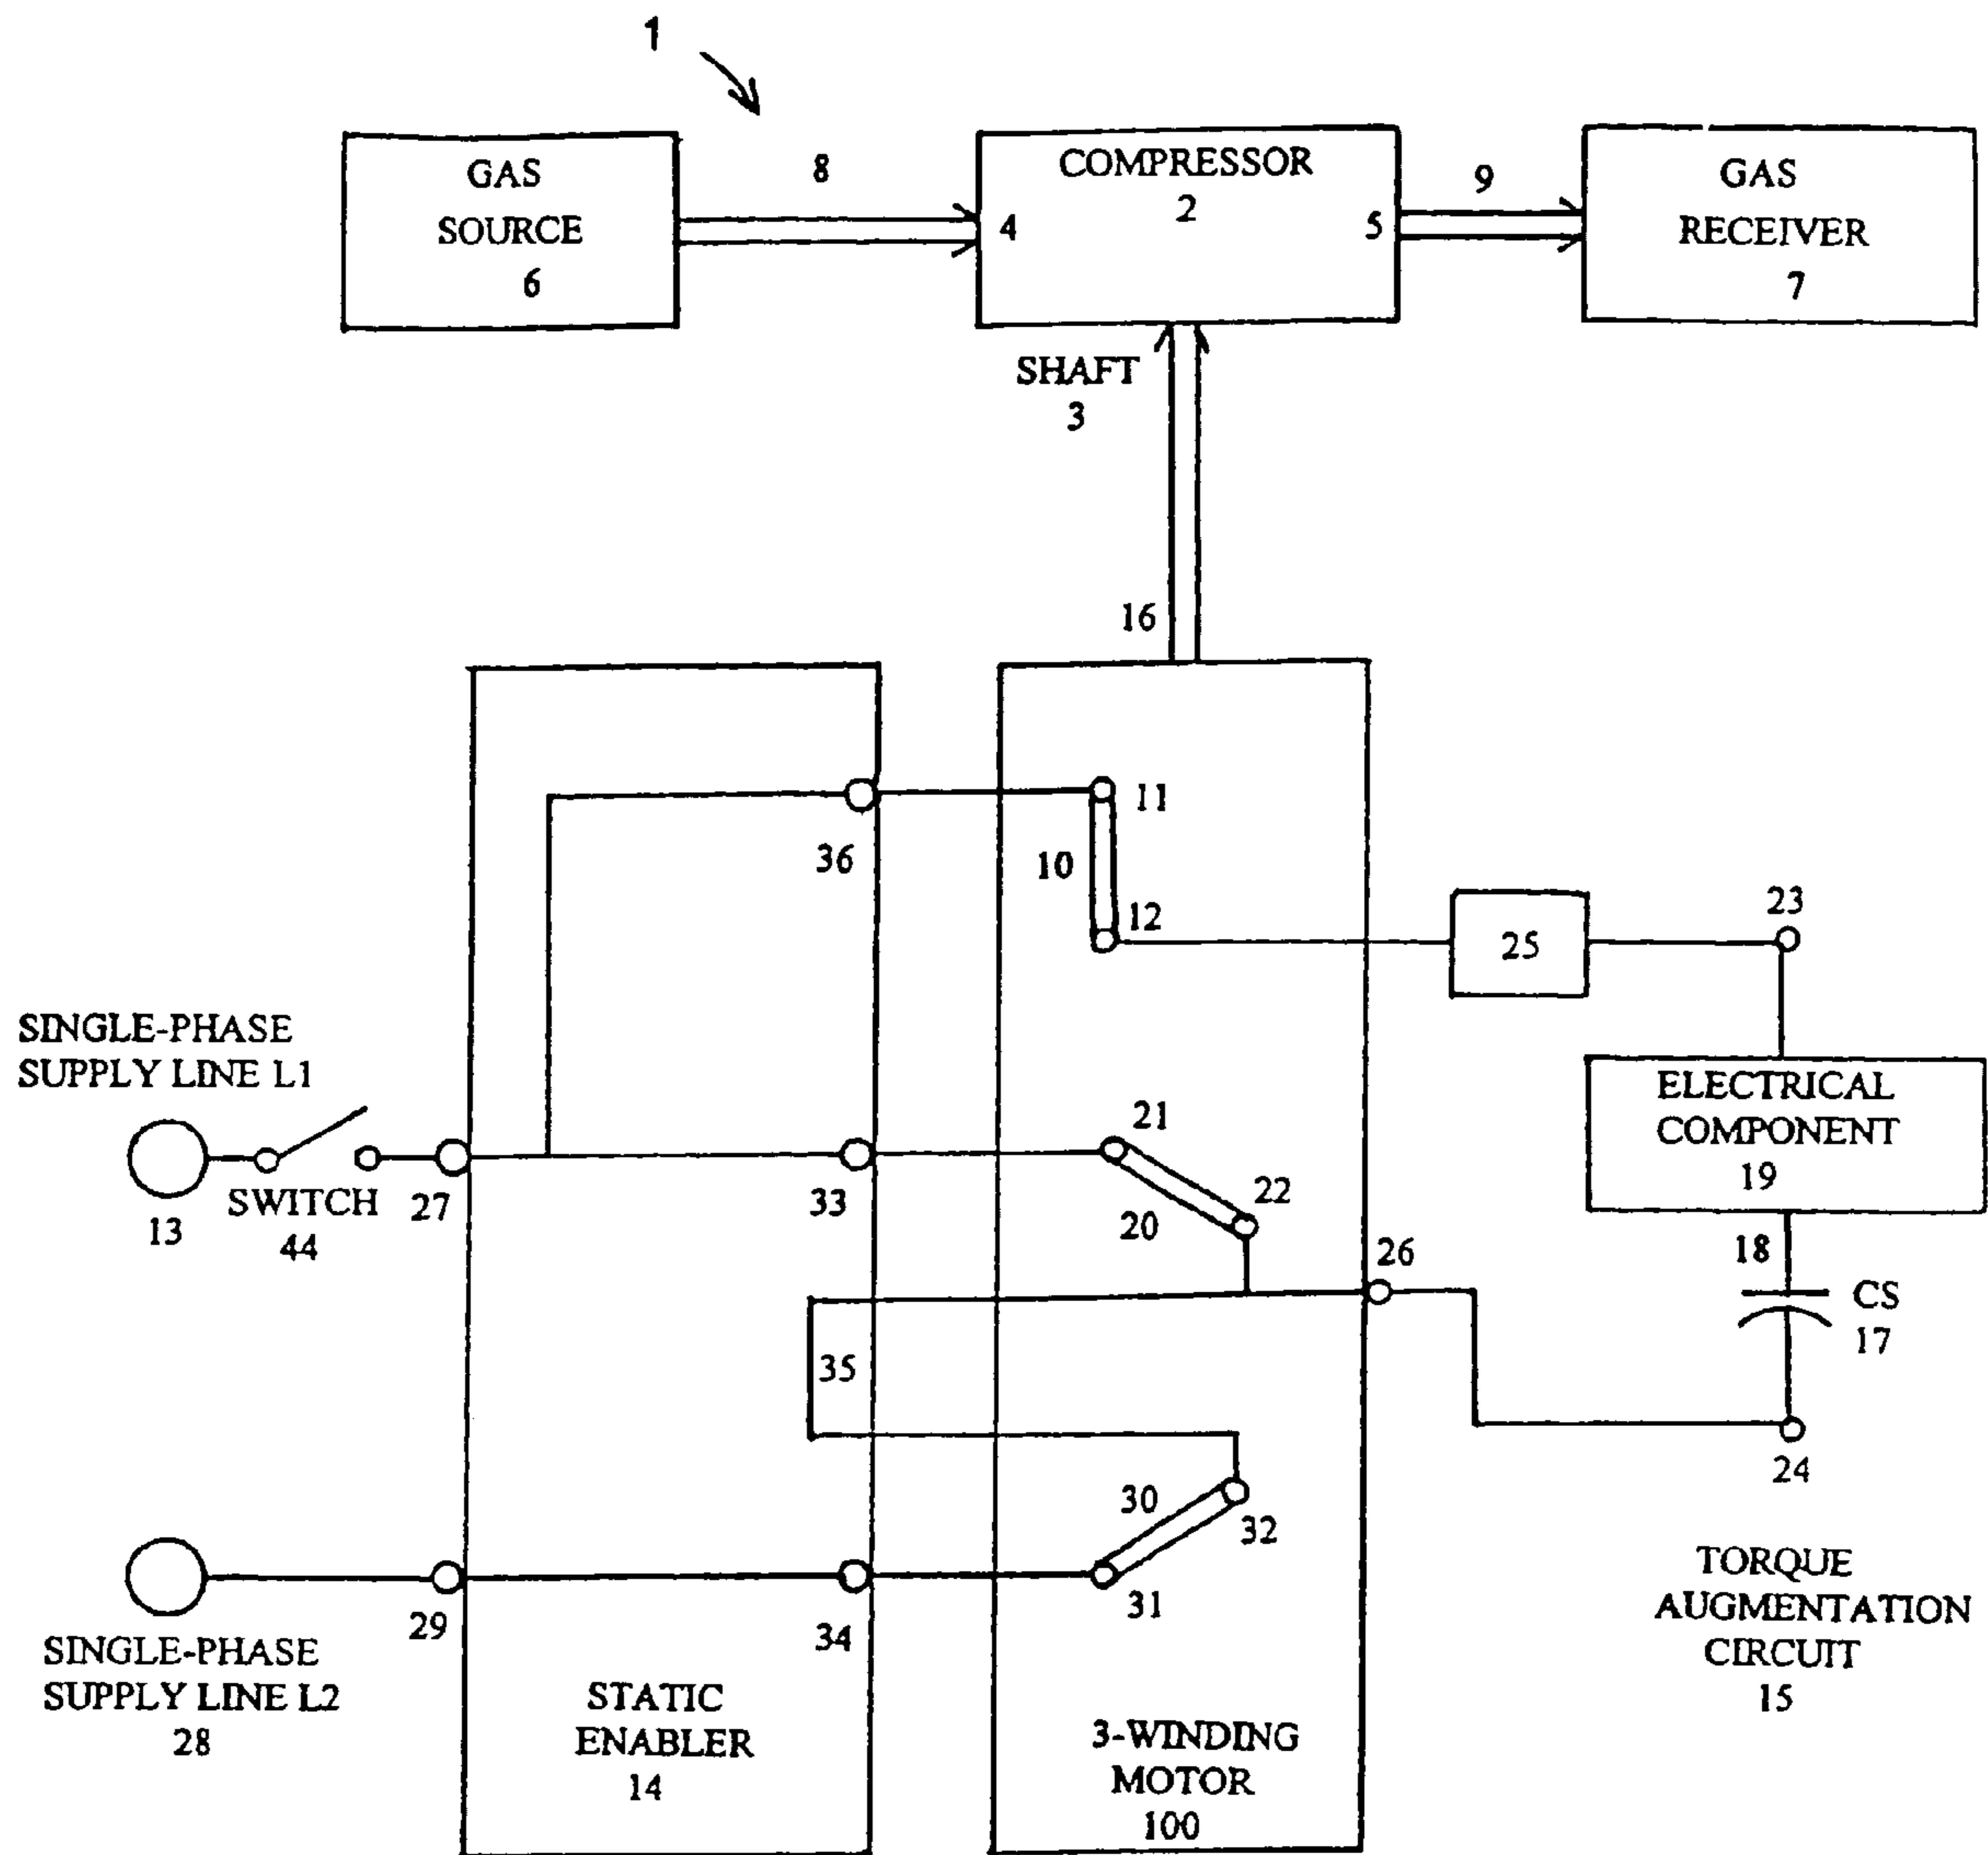 1
GAS
SOURCE
6
8
COMPRESSOR
2
4
5
9
GAS
RECEIVER
7
SHAFT
3
16
36
11
10
12
25
23
SINGLE-PHASE
SUPPLY LINE L1
13
SWITCH
44
27
33
21
22
20
26
ELECTRICAL
COMPONENT
19
18
CS
17
35
24
30
32
31
29
34
SINGLE-PHASE
SUPPLY LINE L2
28
STATIC
ENABLER
14
3-WINDING
MOTOR
100
TORQUE
AUGMENTATION
CIRCUIT
15